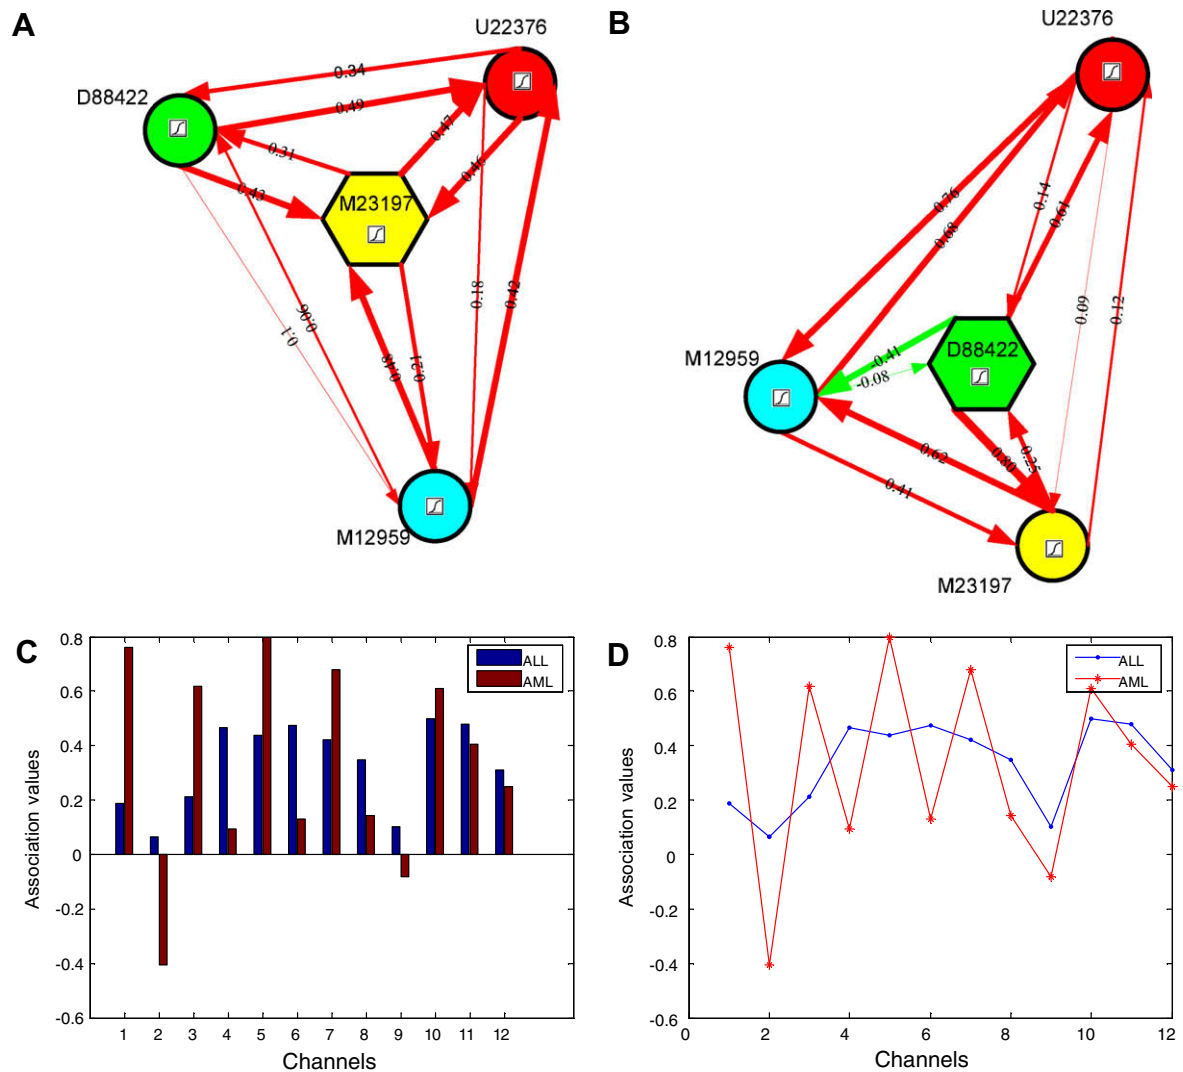 A
U22376
D88422
0.34
0.49
0.31
0.47
0.43
0.46
M23197
0.18
0.42
0.1
0.06
0.48
0.21
M12959
B
U22376
0.76
0.68
0.14
0.61
0.09
0.12
M12959
D88422
-0.41
-0.08
0.62
0.80
0.25
0.41
M23197
C
0.8
0.6
0.4
0.2
0
-0.2
-0.4
-0.6
Association values
ALL
AML
1 2 3 4 5 6 7 8 9 10 11 12
Channels
D
0.8
0.6
0.4
0.2
0
-0.2
-0.4
-0.6
Association values
ALL
AML
0 2 4 6 8 10 12
Channels